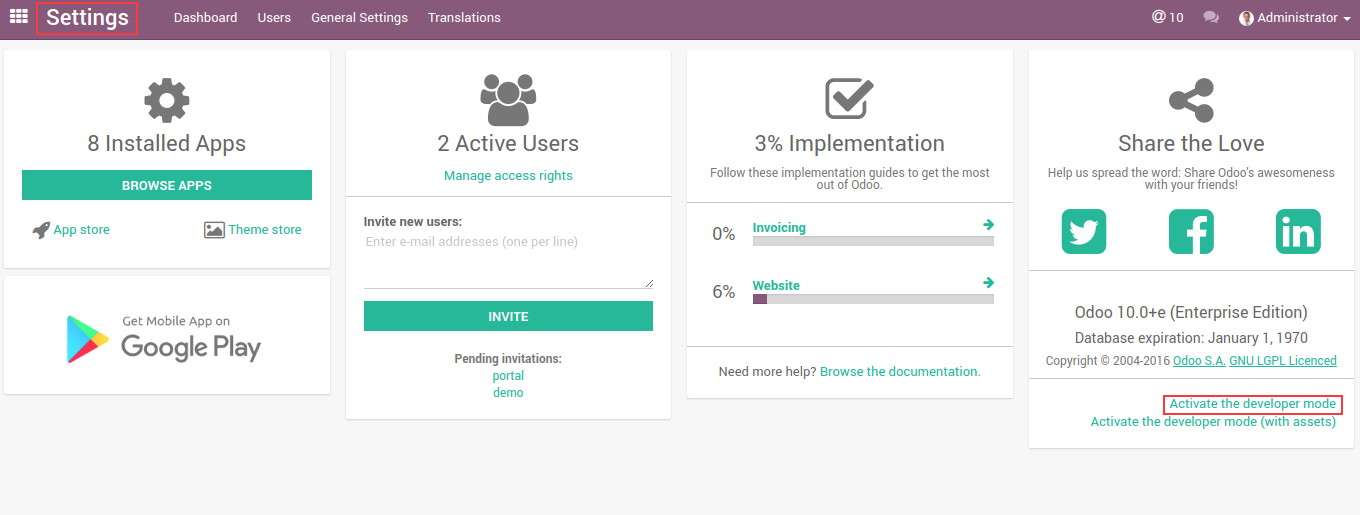 Settings Dashboard Users General Settings Translations @ 10 Administrator
8 Installed Apps
BROWSE APPS
App store Theme store
Get Mobile App on
Google Play
2 Active Users
Manage access rights
Invite new users:
Enter e-mail addresses (one per line)
INVITE
Pending invitations:
portal
demo
3% Implementation
Follow these implementation guides to get the most
out of Odoo.
0% Invoicing
6% Website
Need more help? Browse the documentation.
Share the Love
Help us spread the word: Share Odoo's awesomeness
with your friends!
Odoo 10.0+e (Enterprise Edition)
Database expiration: January 1, 1970
Copyright © 2004-2016 Odoo S.A. GNU LGPL Licenced
Activate the developer mode
Activate the developer mode (with assets)